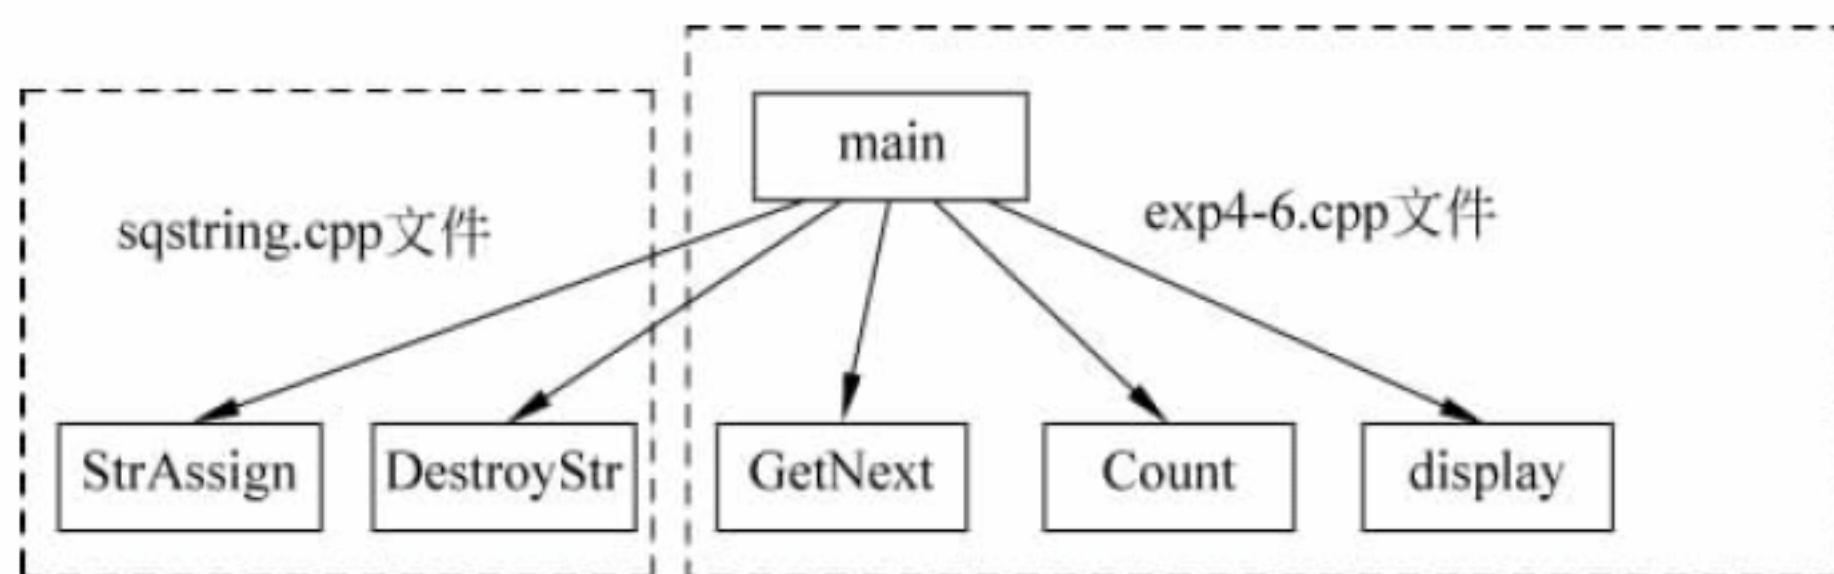 main
sqstring.cpp文件
exp4-6.cpp文件
StrAssign
DestroyStr
GetNext
Count
display